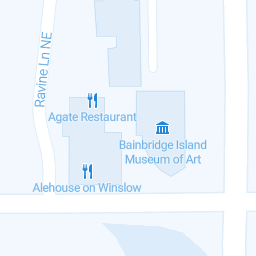 Ravine Ln NE
Agate Restaurant
Bainbridge Island
Museum of Art
Alehouse on Winslow